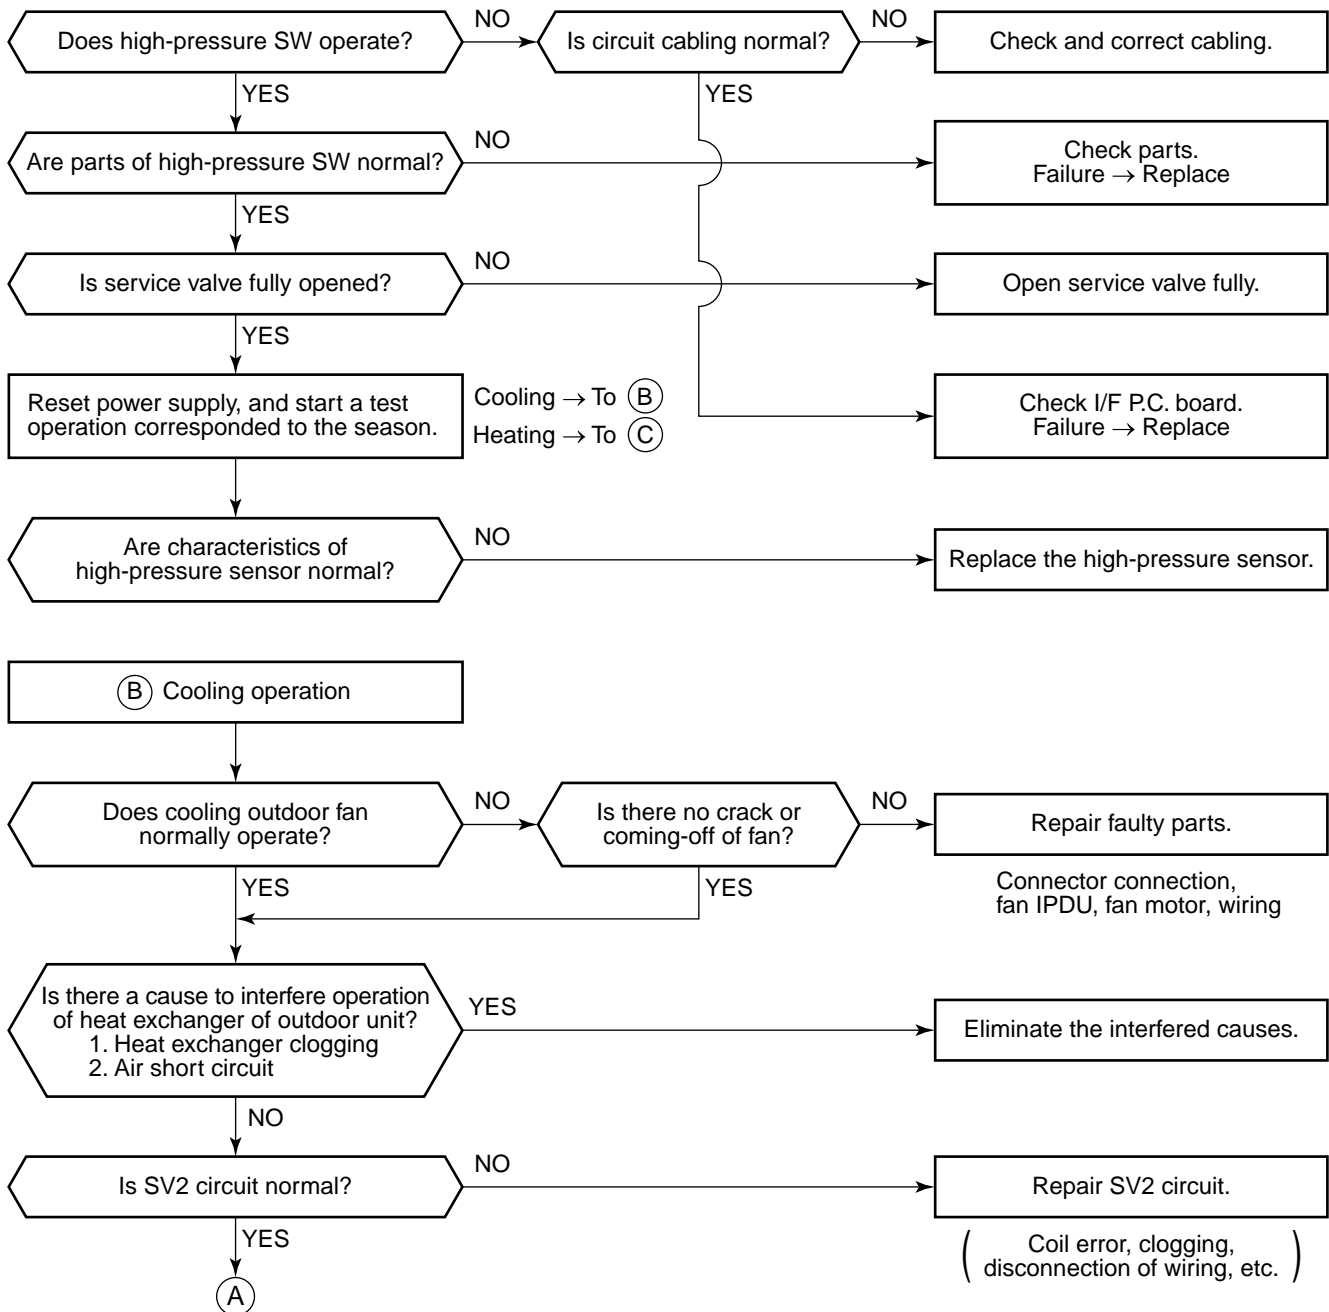 Does high-pressure SW operate?
NO
Is circuit cabling normal?
NO
Check and correct cabling.
YES
YES
Are parts of high-pressure SW normal?
NO
Check parts.
Failure → Replace
YES
Is service valve fully opened?
NO
Open service valve fully.
YES
Reset power supply, and start a test
operation corresponded to the season.
Cooling → To B
Heating → To C
Check I/F P.C. board.
Failure → Replace
Are characteristics of
high-pressure sensor normal?
NO
Replace the high-pressure sensor.
B Cooling operation
Does cooling outdoor fan
normally operate?
NO
Is there no crack or
coming-off of fan?
NO
Repair faulty parts.
Connector connection,
fan IPDU, fan motor, wiring
YES
YES
Is there a cause to interfere operation
of heat exchanger of outdoor unit?
1. Heat exchanger clogging
2. Air short circuit
YES
Eliminate the interfered causes.
NO
Is SV2 circuit normal?
NO
Repair SV2 circuit.
(Coil error, clogging,
disconnection of wiring, etc.)
YES
A